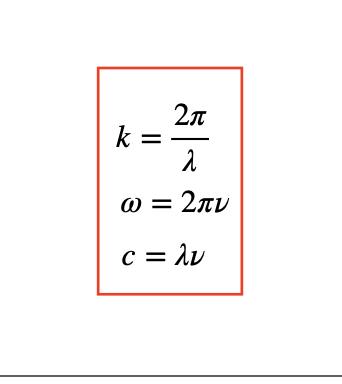 k = 2π/λ
ω = 2πν
c = λν